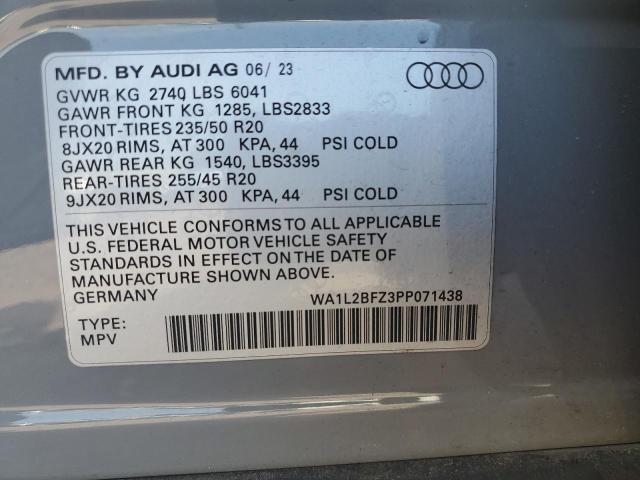 MFD. BY AUDI AG 06/ 23
GVWR KG 2740 LBS 6041
GAWR FRONT KG 1285, LBS2833
FRONT-TIRES 235/50 R20
8JX20 RIMS, AT 300 KPA, 44 PSI COLD
GAWR REAR KG 1540, LBS3395
REAR-TIRES 255/45 R20
9JX20 RIMS, AT 300 KPA, 44 PSI COLD
THIS VEHICLE CONFORMS TO ALL APPLICABLE
U.S. FEDERAL MOTOR VEHICLE SAFETY
STANDARDS IN EFFECT ON THE DATE OF
MANUFACTURE SHOWN ABOVE.
GERMANY WA1L2BFZ3PP071438
TYPE:
MPV